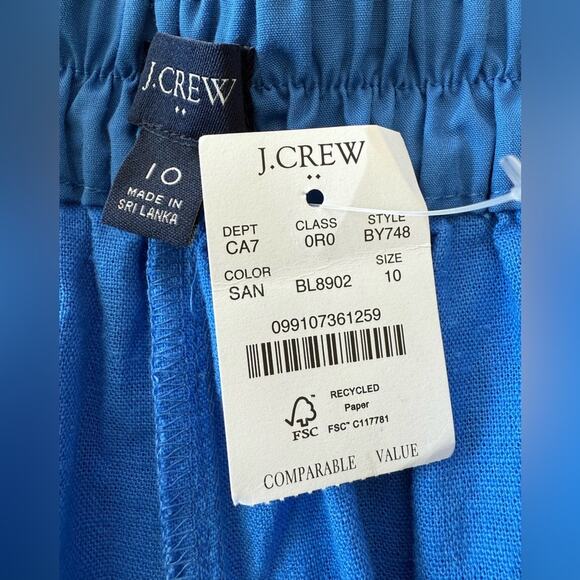 J.CREW
10
MADE IN
SRI LANKA
J.CREW
DEPT CLASS STYLE
CA7 0R0 BY748
COLOR SIZE
SAN BL8902 10
099107361259
RECYCLED
Paper
FSC™ C117781
FSC
COMPARABLE VALUE